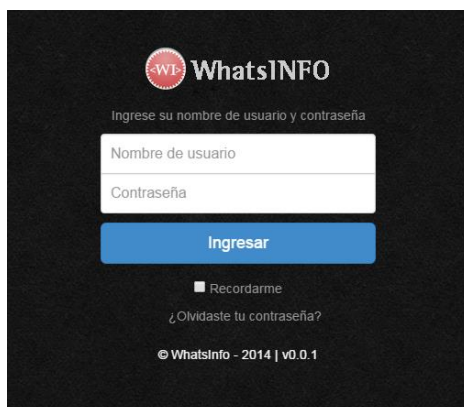 <WI> WhatsINFO
Ingrese su nombre de usuario y contraseña
Nombre de usuario
Contraseña
Ingresar
Recordarme
¿Olvidaste tu contraseña?
© WhatsInfo - 2014 | v0.0.1